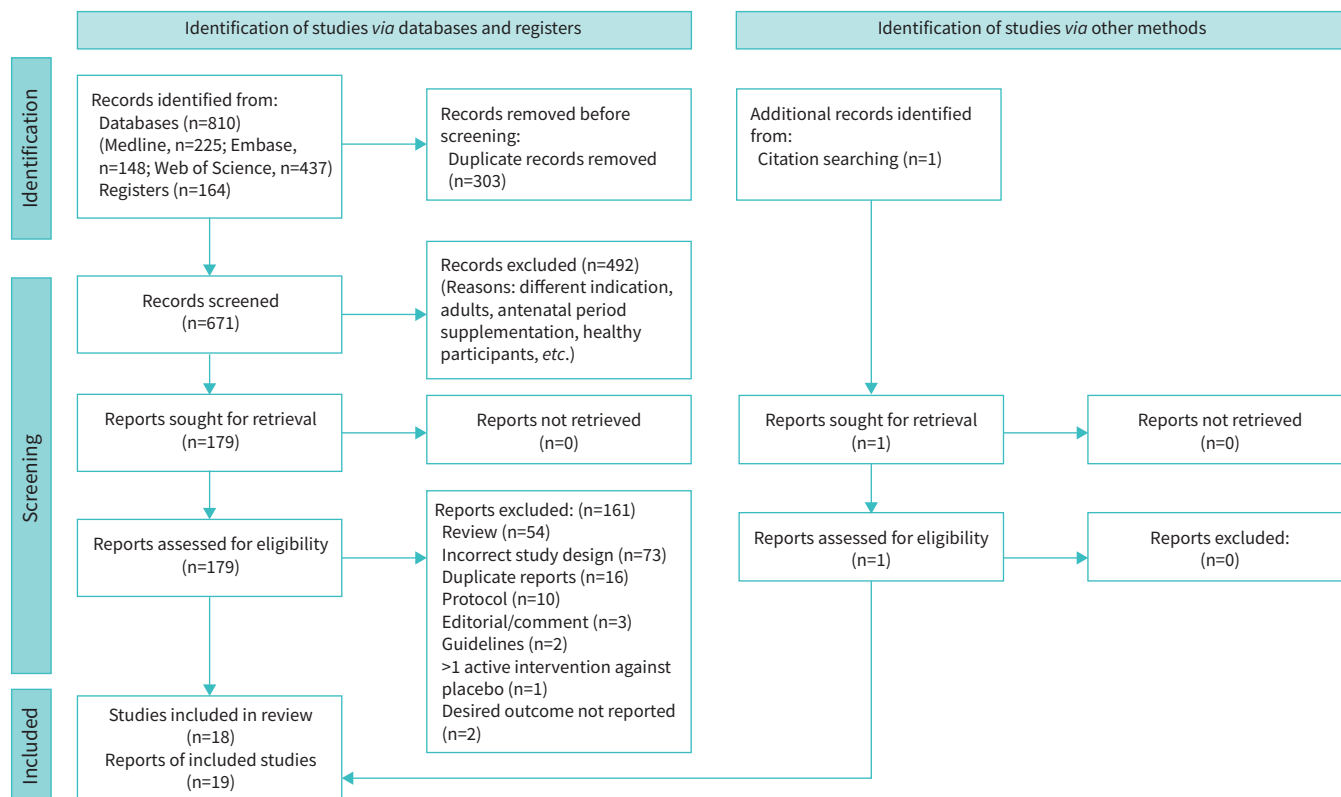 Identification of studies via databases and registers
Identification of studies via other methods
Identification
Records identified from:
Databases (n=810)
(Medline, n=225; Embase,
n=148; Web of Science, n=437)
Registers (n=164)
Records removed before
screening:
Duplicate records removed
(n=303)
Additional records identified
from:
Citation searching (n=1)
Screening
Records screened
(n=671)
Records excluded (n=492)
(Reasons: different indication,
adults, antenatal period
supplementation, healthy
participants, etc.)
Reports sought for retrieval
(n=179)
Reports not retrieved
(n=0)
Reports sought for retrieval
(n=1)
Reports not retrieved
(n=0)
Reports assessed for eligibility
(n=179)
Reports excluded: (n=161)
Review (n=54)
Incorrect study design (n=73)
Duplicate reports (n=16)
Protocol (n=10)
Editorial/comment (n=3)
Guidelines (n=2)
>1 active intervention against
placebo (n=1)
Desired outcome not reported
(n=2)
Reports assessed for eligibility
(n=1)
Reports excluded:
(n=0)
Included
Studies included in review
(n=18)
Reports of included studies
(n=19)